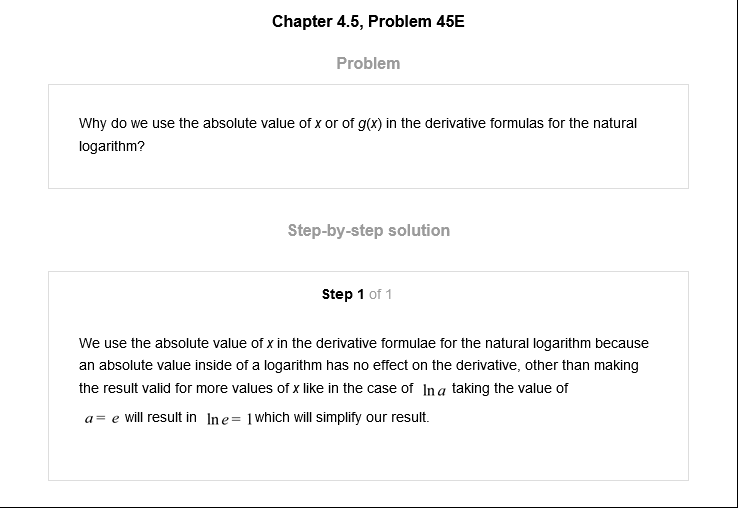 Chapter 4.5, Problem 45E
Problem
Why do we use the absolute value of x or of g(x) in the derivative formulas for the natural
logarithm?
Step-by-step solution
Step 1 of 1
We use the absolute value of x in the derivative formulae for the natural logarithm because
an absolute value inside of a logarithm has no effect on the derivative, other than making
the result valid for more values of x like in the case of ln a taking the value of
a = e will result in ln e = 1 which will simplify our result.